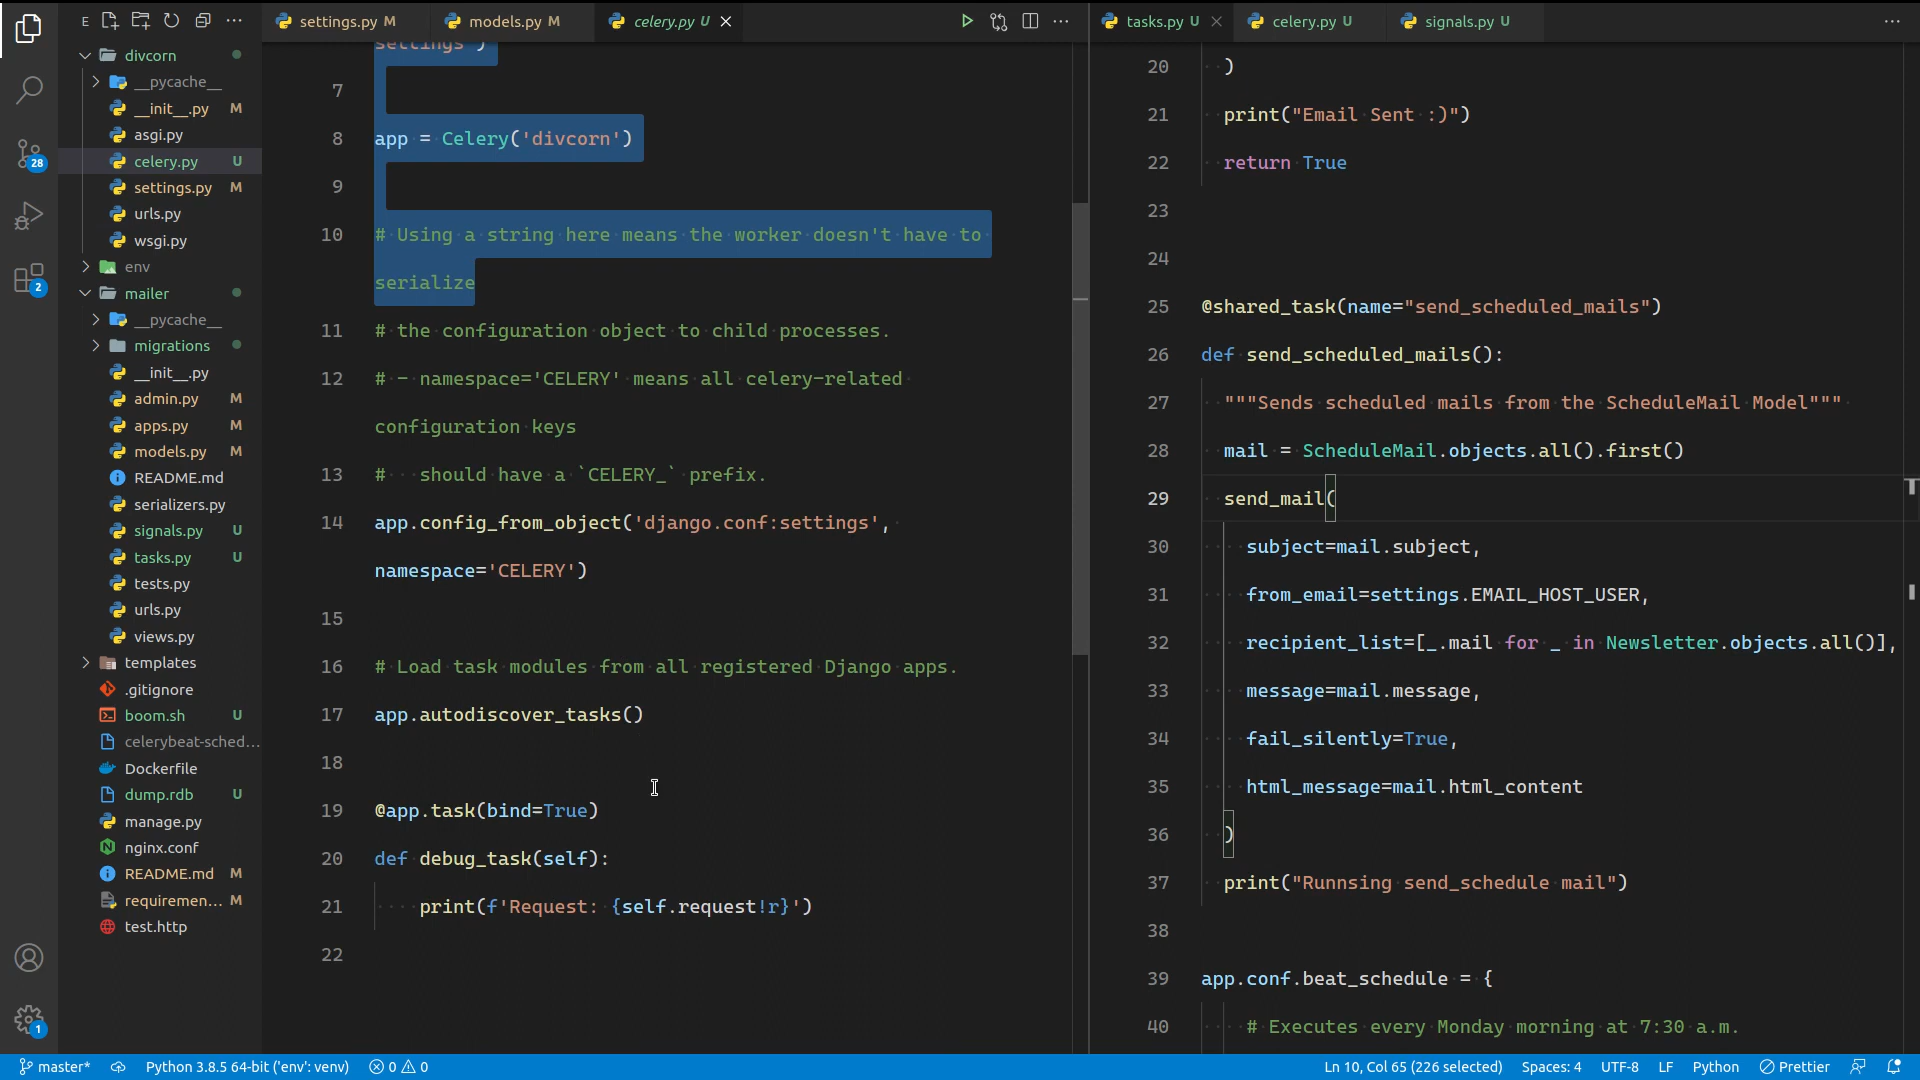 E
settings.py M
models.py M
celery.py U
tasks.py U
celery.py U
signals.py U
divcorn
__pycache__
__init__.py M
asgi.py
celery.py U
settings.py M
urls.py
wsgi.py
env
mailer
__pycache__
migrations
__init__.py
admin.py M
apps.py M
models.py M
README.md
serializers.py
signals.py U
tasks.py U
tests.py
urls.py
views.py
templates
.gitignore
boom.sh U
celerybeat-sched...
Dockerfile
dump.rdb U
manage.py
nginx.conf
README.md M
requiremen... M
test.http
28
2
1
settings')
7
8 app = Celery('divcorn')
9
10 # Using a string here means the worker doesn't have to
serialize
11 # the configuration object to child processes.
12 # - namespace='CELERY' means all celery-related
configuration keys
13 #   should have a `CELERY_` prefix.
14 app.config_from_object('django.conf:settings',
namespace='CELERY')
15
16 # Load task modules from all registered Django apps.
17 app.autodiscover_tasks()
18
19 @app.task(bind=True)
20 def debug_task(self):
21     print(f'Request: {self.request!r}')
22
20   )
21   print("Email Sent :)")
22   return True
23
24
25 @shared_task(name="send_scheduled_mails")
26 def send_scheduled_mails():
27   """Sends scheduled mails from the ScheduleMail Model"""
28   mail = ScheduleMail.objects.all().first()
29   send_mail(
30     subject=mail.subject,
31     from_email=settings.EMAIL_HOST_USER,
32     recipient_list=[_.mail for _ in Newsletter.objects.all()],
33     message=mail.message,
34     fail_silently=True,
35     html_message=mail.html_content
36   )
37   print("Runnsing send_schedule mail")
38
39 app.conf.beat_schedule = {
40     # Executes every Monday morning at 7:30 a.m.
master* Python 3.8.5 64-bit ('env': venv) 0 0 Ln 10, Col 65 (226 selected) Spaces: 4 UTF-8 LF Python Prettier